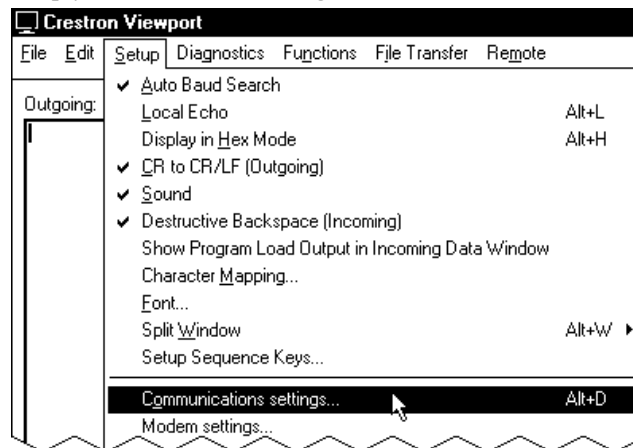 Crestron Viewport
File Edit Setup Diagnostics Functions File Transfer Remote
Auto Baud Search
Outgoing:
Local Echo Alt+L
Display in Hex Mode Alt+H
CR to CR/LF (Outgoing)
Sound
Destructive Backspace (Incoming)
Show Program Load Output in Incoming Data Window
Character Mapping...
Font...
Split Window Alt+W
Setup Sequence Keys...
Communications settings... Alt+D
Modem settings...